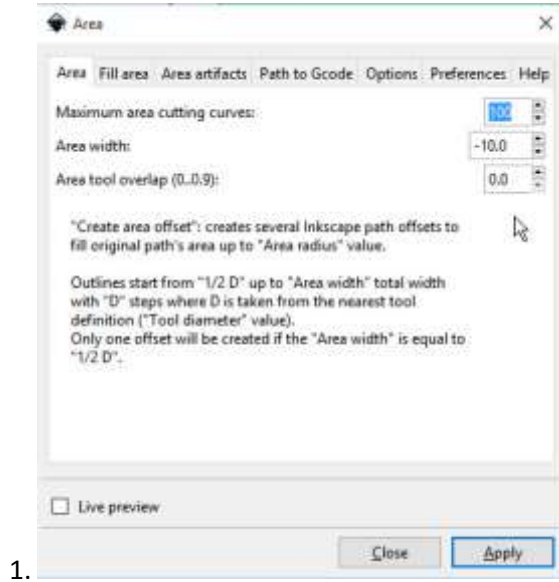 Area
Area Fill area Area artifacts Path to Gcode Options Preferences Help
Maximum area cutting curves: 100
Area width: -10.0
Area tool overlap (0..0.9): 0.0
"Create area offset": creates several Inkscape path offsets to
fill original path's area up to "Area radius" value.
Outlines start from "1/2 D" up to "Area width" total width
with "D" steps where D is taken from the nearest tool
definition ("Tool diameter" value).
Only one offset will be created if the "Area width" is equal to
"1/2 D".
Live preview
Close Apply
1.